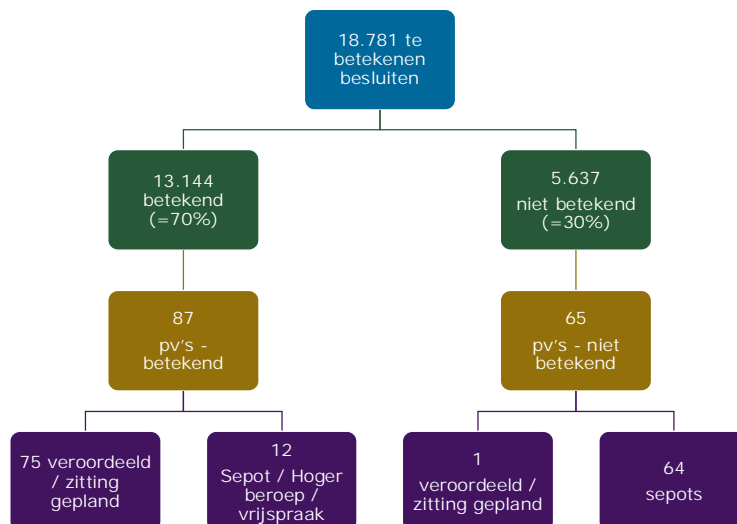 18.781 te
betekenen
besluiten
13.144
betekend
(=70%)
5.637
niet betekend
(=30%)
87
pv's -
betekend
65
pv's - niet
betekend
75 veroordeeld
/ zitting
gepland
12
Sepot / Hoger
beroep /
vrijspraak
1
veroordeeld /
zitting gepland
64
sepots